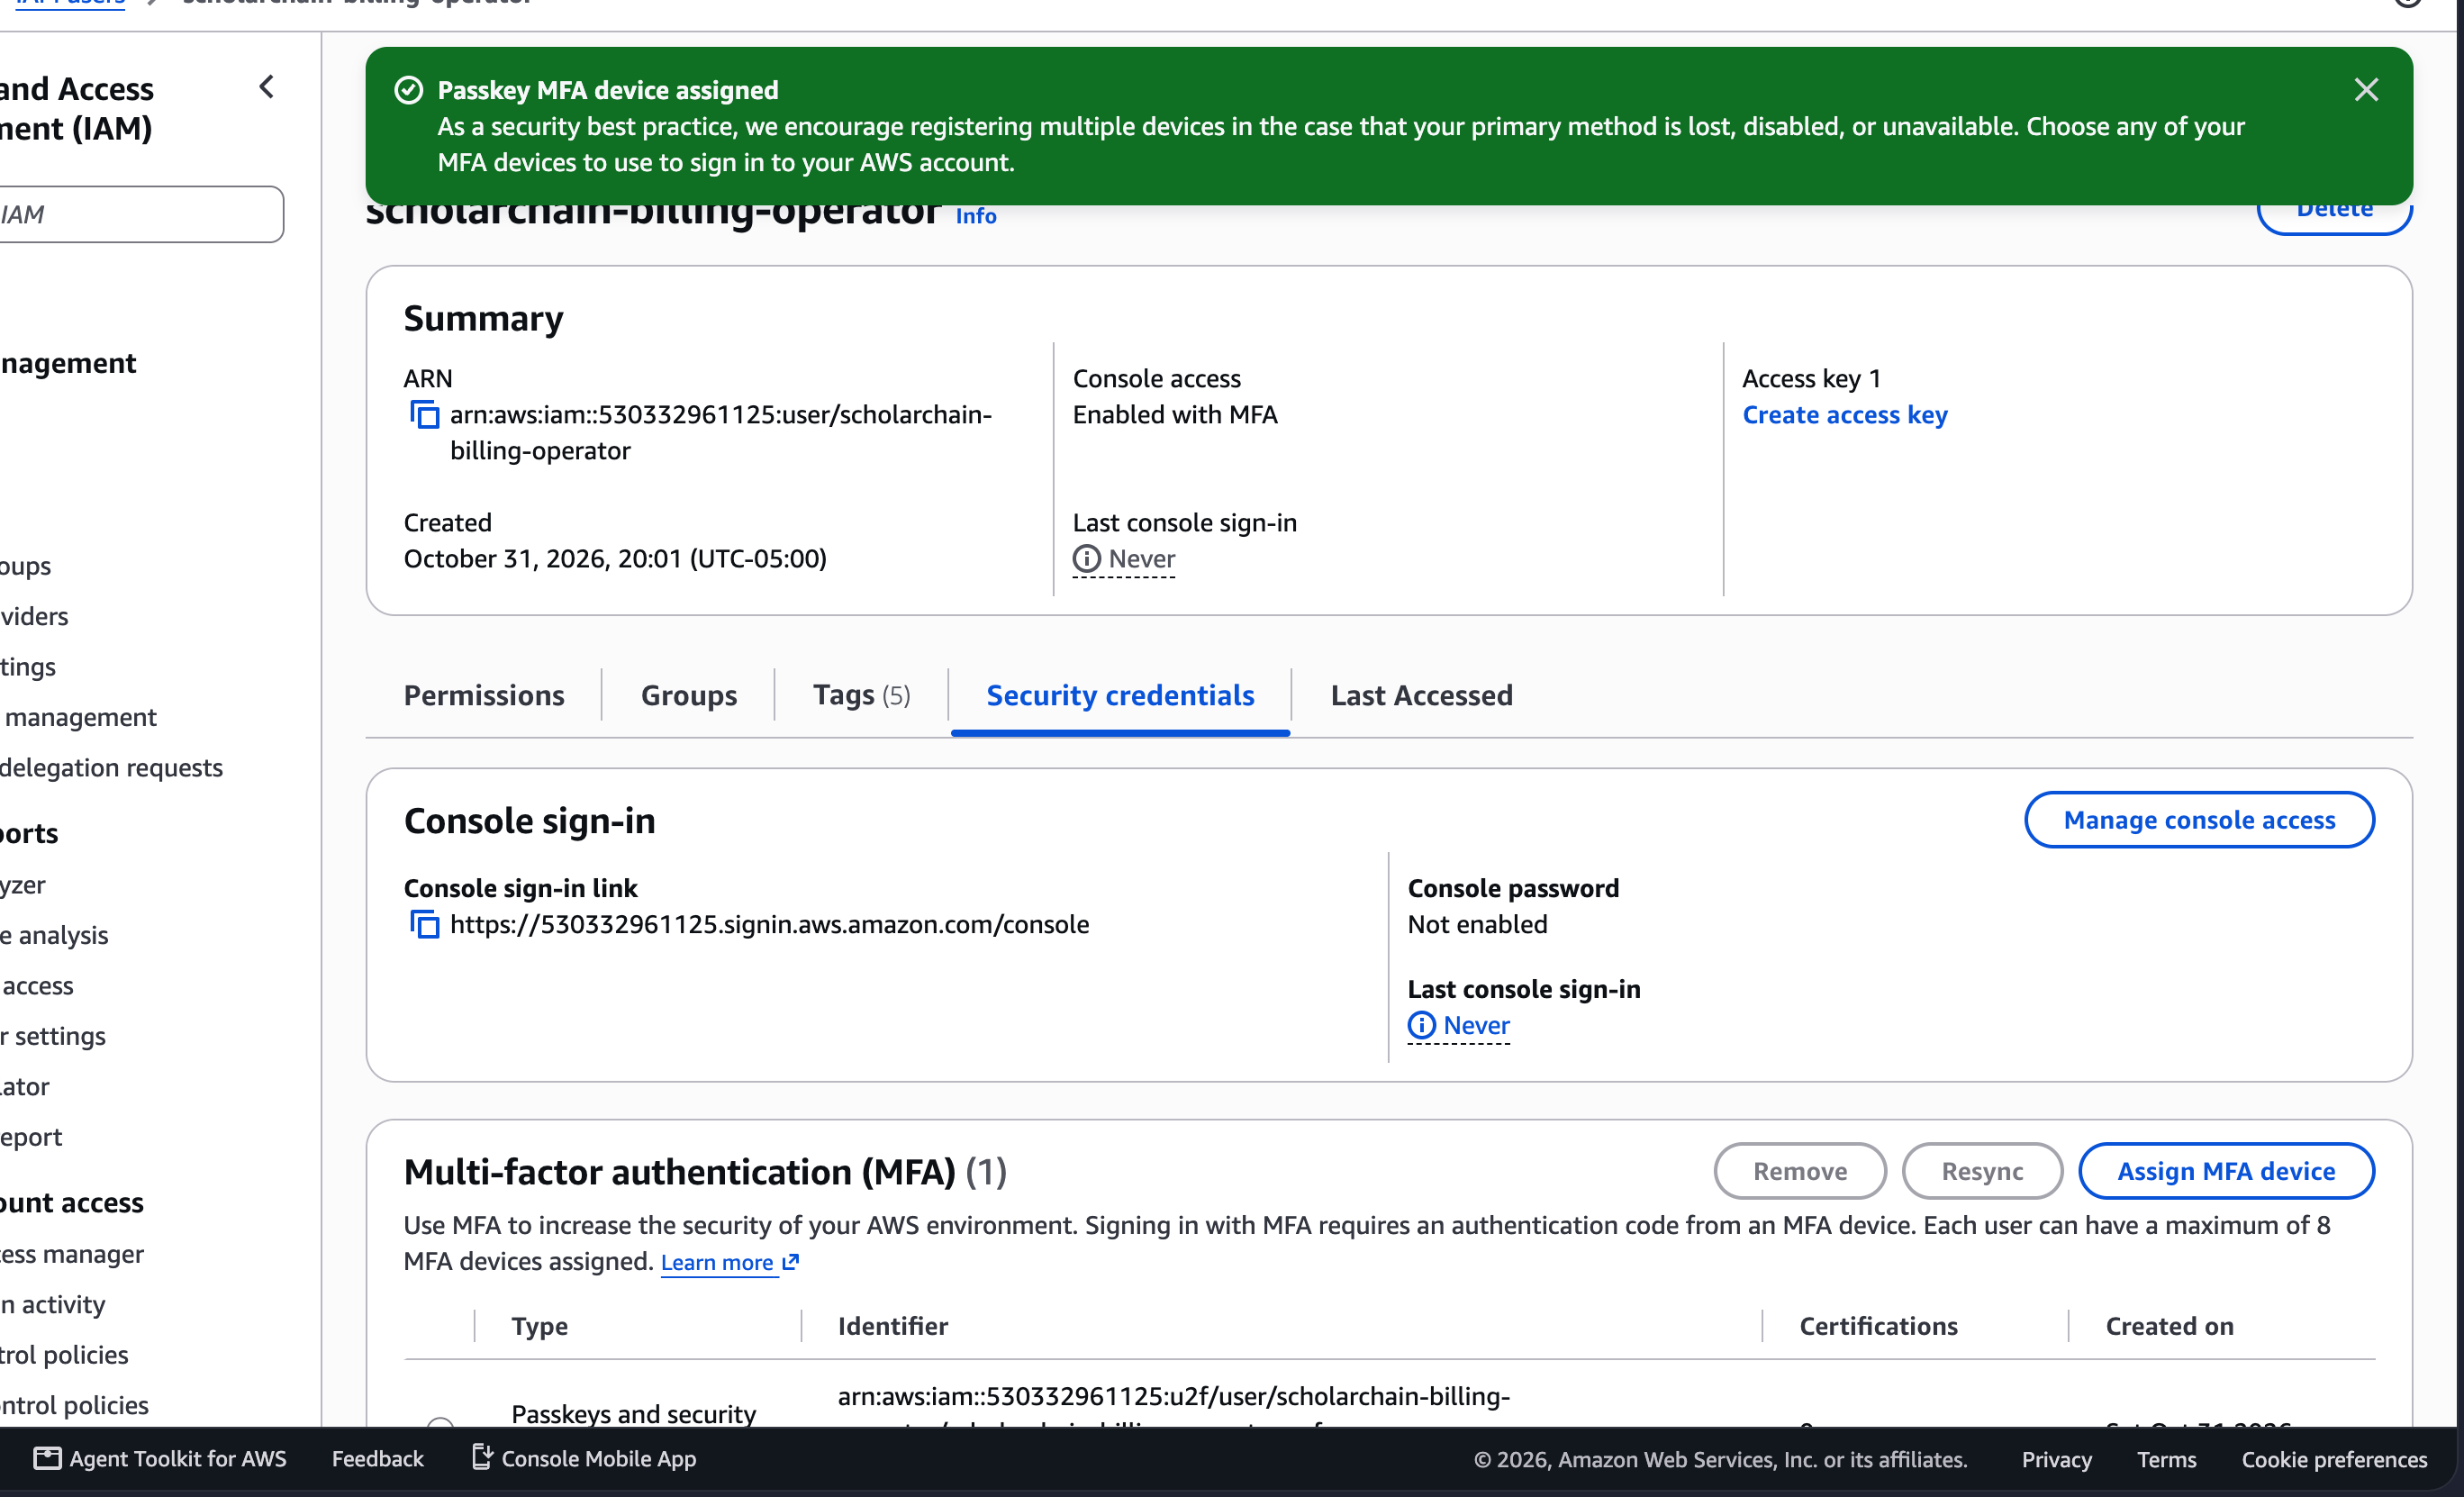 IAM users
scholarchain-billing-operator
and Access
ment (IAM)
IAM
nagement
oups
viders
tings
management
delegation requests
ports
yzer
e analysis
access
r settings
lator
eport
ount access
cess manager
n activity
trol policies
ontrol policies
Passkey MFA device assigned
As a security best practice, we encourage registering multiple devices in the case that your primary method is lost, disabled, or unavailable. Choose any of your
MFA devices to use to sign in to your AWS account.
scholarchain-billing-operator Info
Delete
Summary
ARN
arn:aws:iam::530332961125:user/scholarchain-
billing-operator
Created
October 31, 2026, 20:01 (UTC-05:00)
Console access
Enabled with MFA
Last console sign-in
Never
Access key 1
Create access key
Permissions Groups Tags (5) Security credentials Last Accessed
Console sign-in
Manage console access
Console sign-in link
https://530332961125.signin.aws.amazon.com/console
Console password
Not enabled
Last console sign-in
Never
Multi-factor authentication (MFA) (1)
Remove Resync Assign MFA device
Use MFA to increase the security of your AWS environment. Signing in with MFA requires an authentication code from an MFA device. Each user can have a maximum of 8
MFA devices assigned. Learn more
Type Identifier Certifications Created on
Passkeys and security
arn:aws:iam::530332961125:u2f/user/scholarchain-billing-
Agent Toolkit for AWS Feedback Console Mobile App
© 2026, Amazon Web Services, Inc. or its affiliates. Privacy Terms Cookie preferences